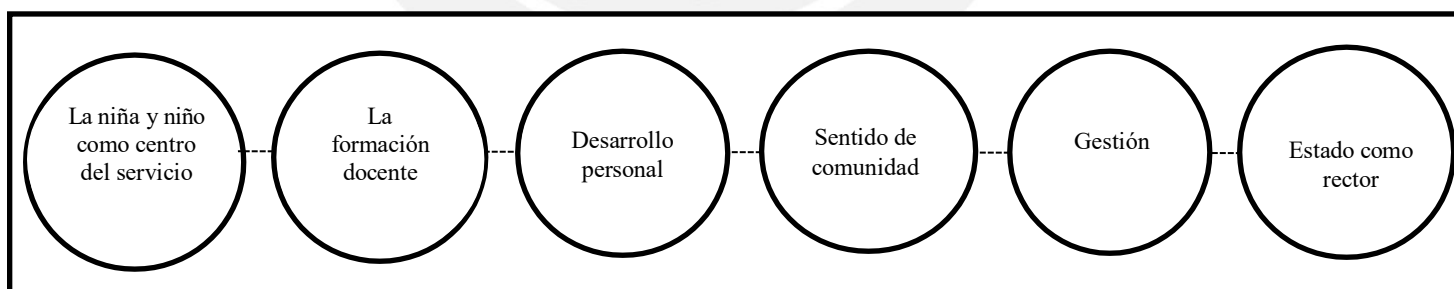 La niña y niño
como centro
del servicio
La
formación
docente
Desarrollo
personal
Sentido de
comunidad
Gestión
Estado como
rector